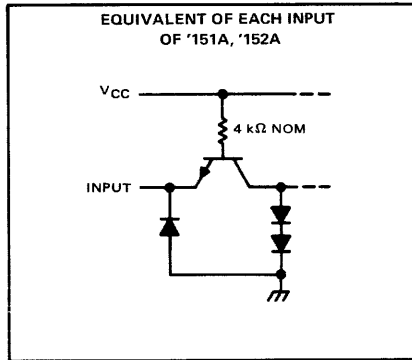 EQUIVALENT OF EACH INPUT
OF '151A, '152A
VCC
4 kΩ NOM
INPUT